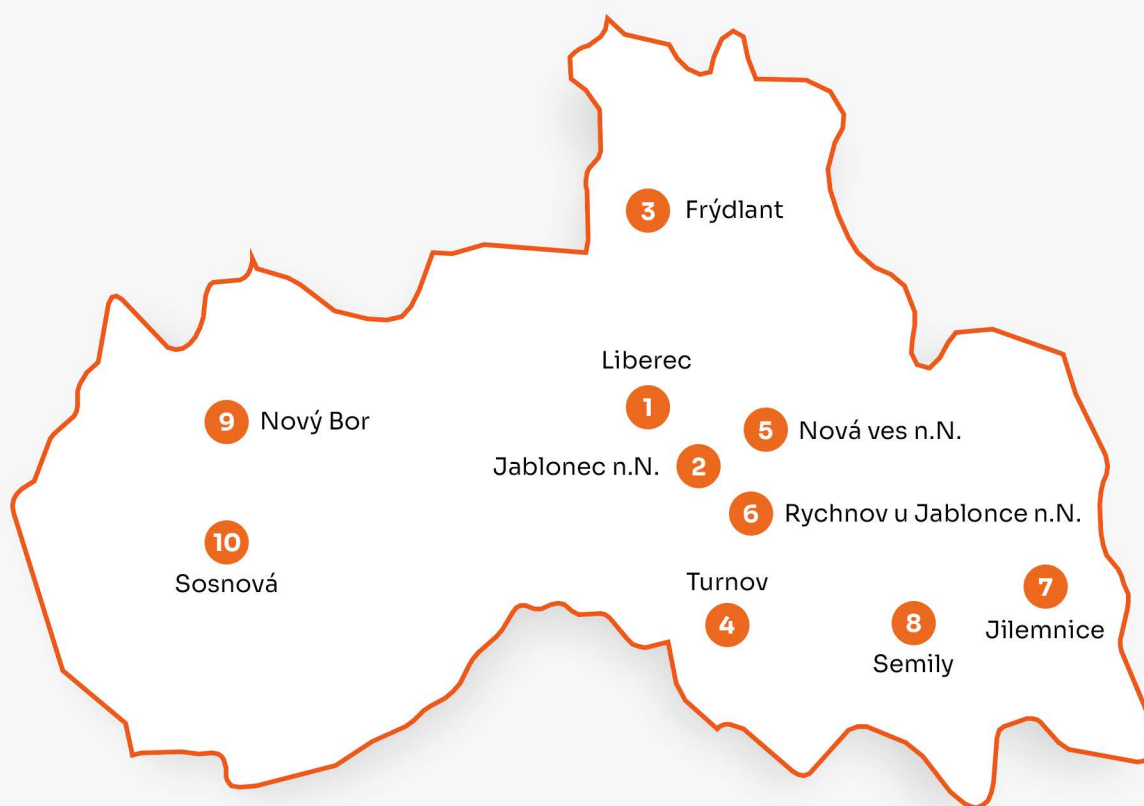 3 Frýdlant
Liberec
1
9 Nový Bor
5 Nová ves n.N.
Jablonec n.N. 2
6 Rychnov u Jablonce n.N.
10
Sosnová
Turnov
4
7
Jilemnice
8
Semily